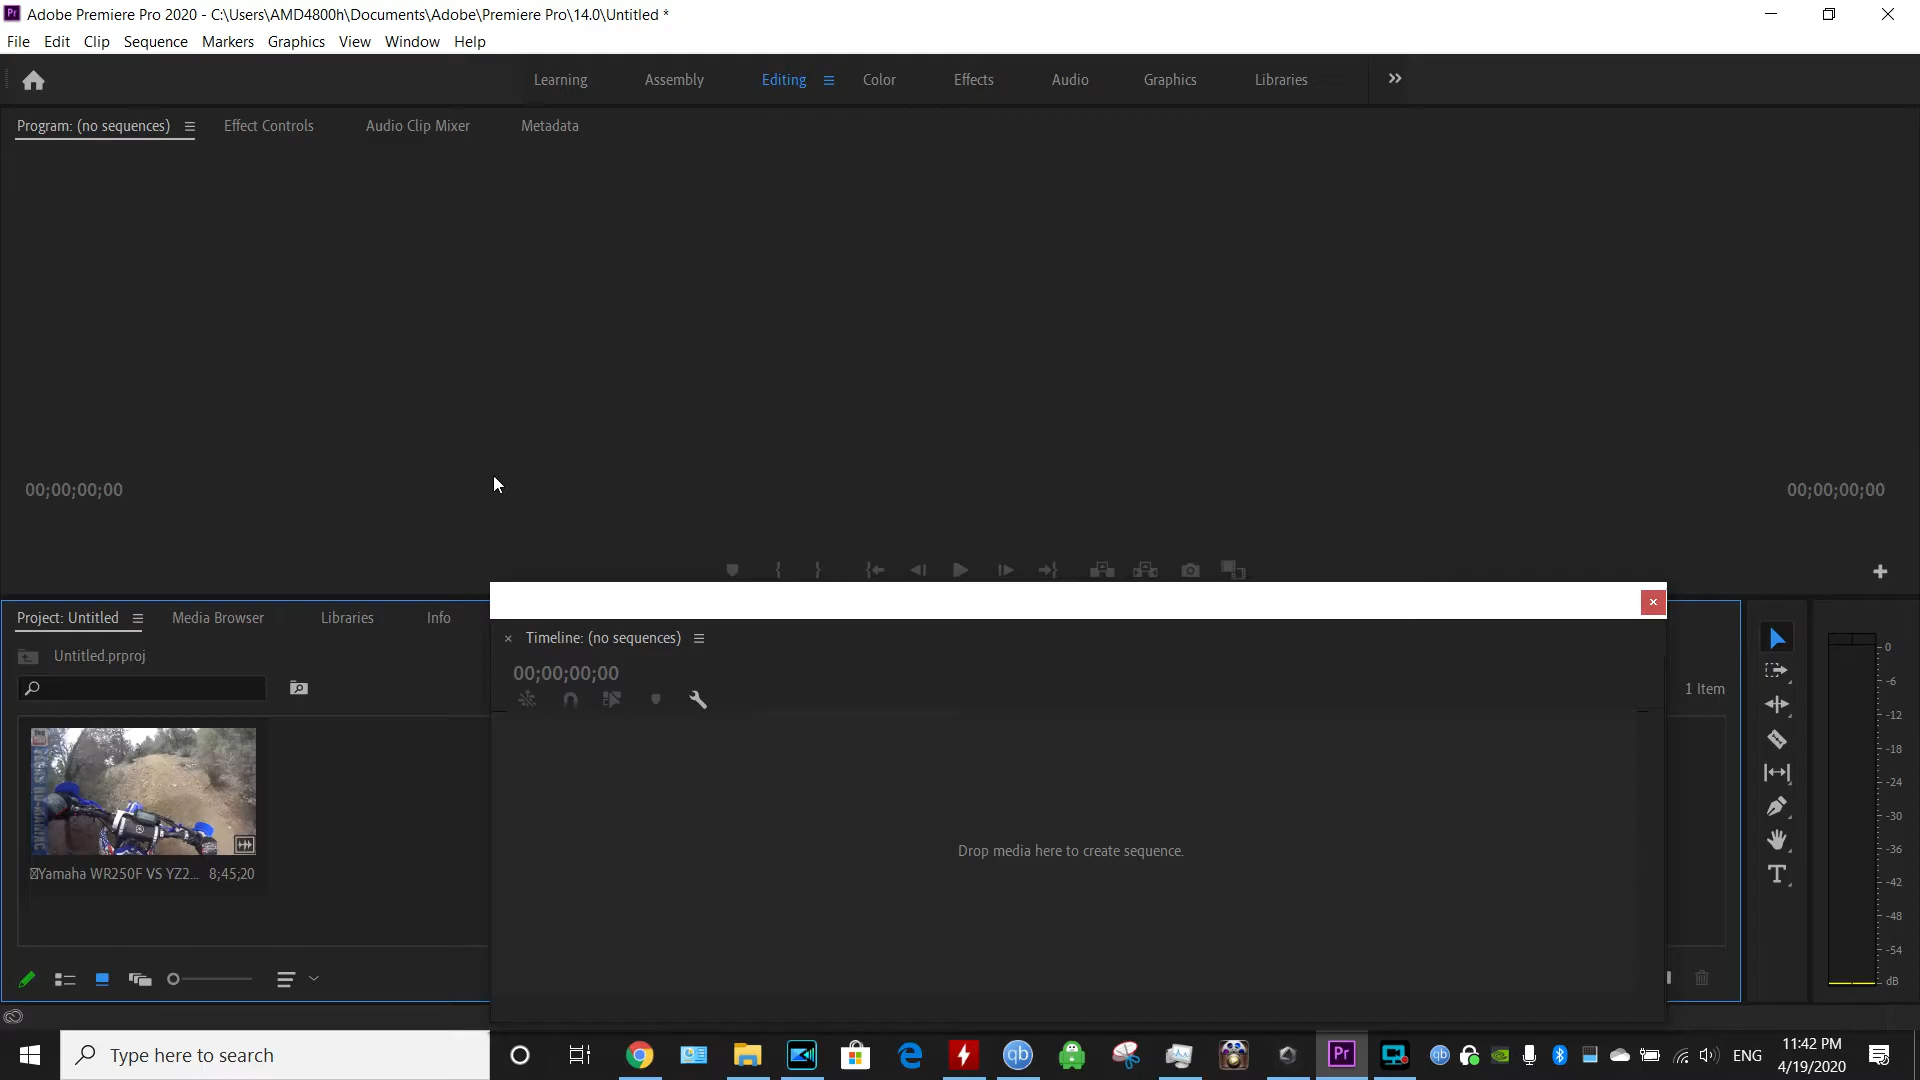 Adobe Premiere Pro 2020 - C:\Users\AMD4800h\Documents\Adobe\Premiere Pro\14.0\Untitled *
File Edit Clip Sequence Markers Graphics View Window Help
Learning Assembly Editing Color Effects Audio Graphics Libraries
Program: (no sequences) Effect Controls Audio Clip Mixer Metadata
00;00;00;00 00;00;00;00
Project: Untitled Media Browser Libraries Info
Untitled.prproj
1 Item
Yamaha WR250F VS YZ2... 8;45;20
Timeline: (no sequences)
00;00;00;00
Drop media here to create sequence.
0
-6
-12
-18
-24
-30
-36
-42
-48
-54
dB
Type here to search
qb
Pr
qb
ENG
11:42 PM
4/19/2020